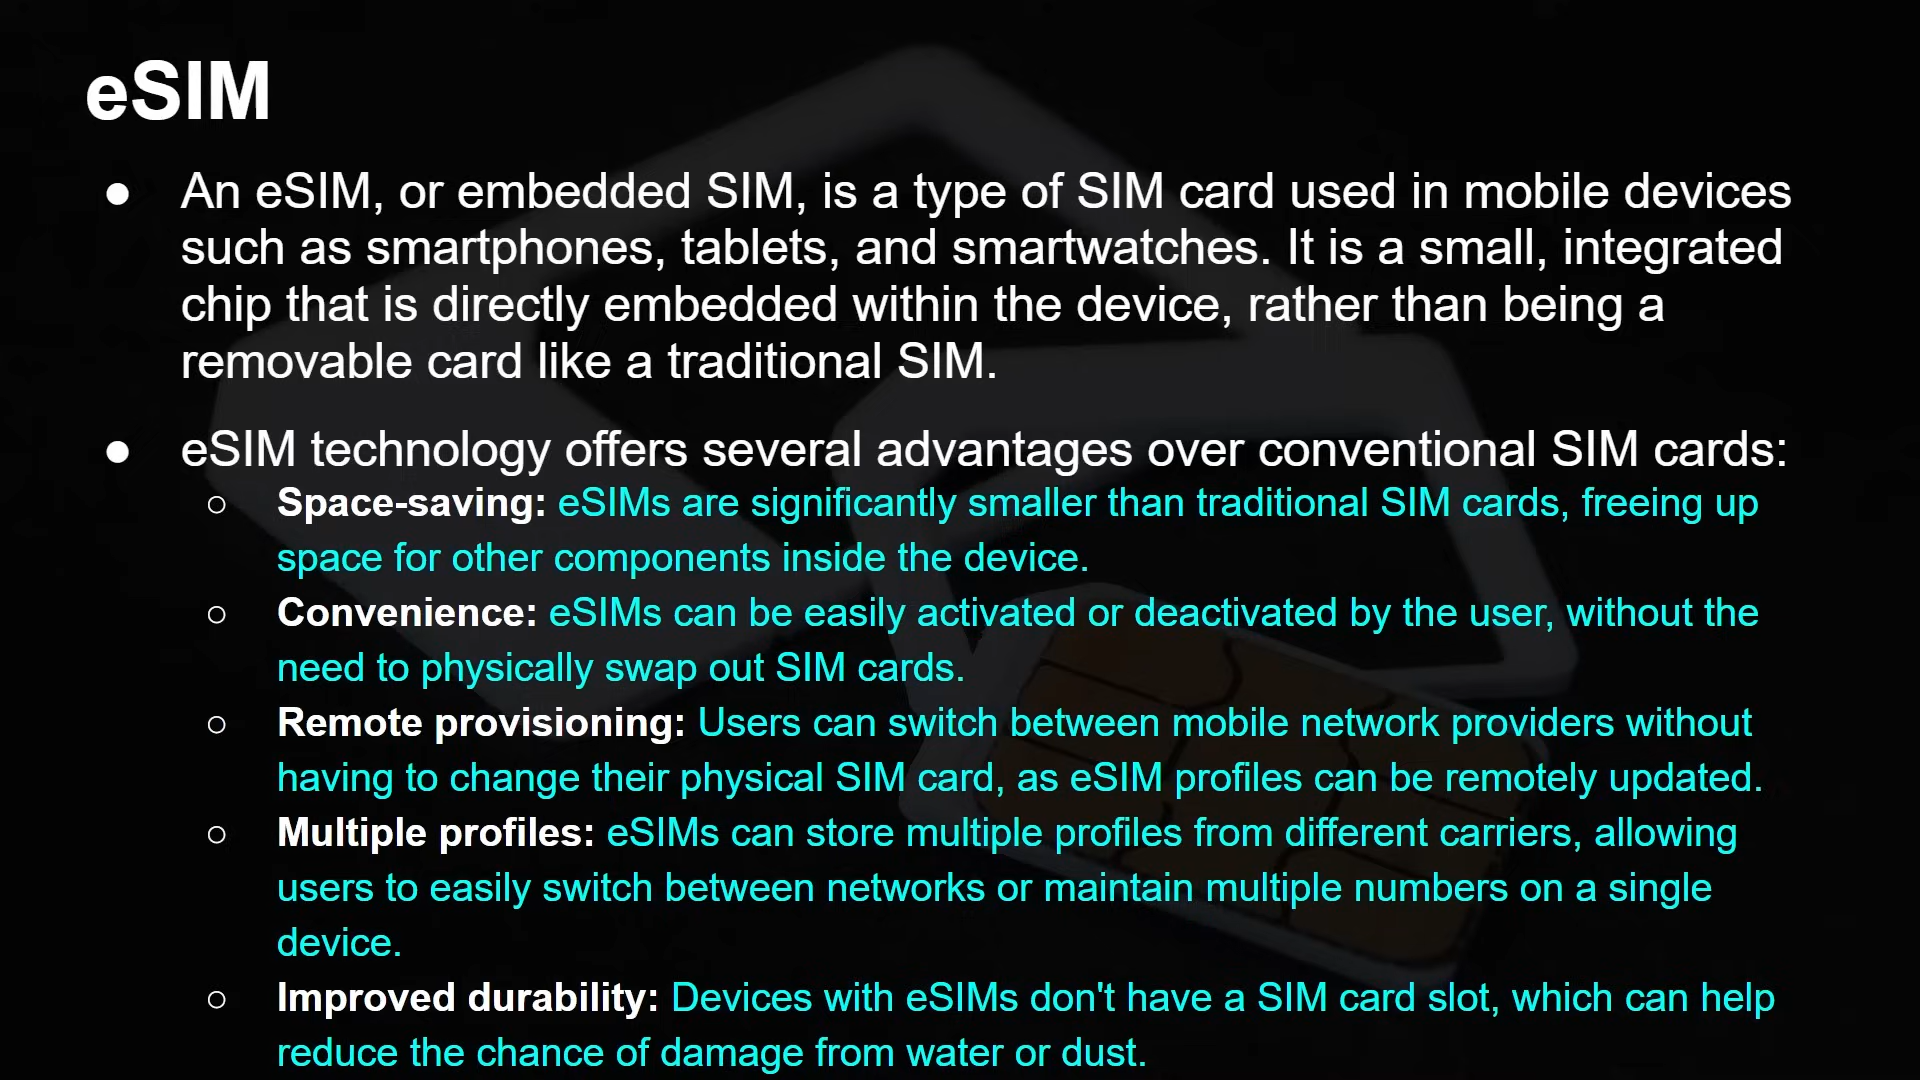 eSIM
● An eSIM, or embedded SIM, is a type of SIM card used in mobile devices
such as smartphones, tablets, and smartwatches. It is a small, integrated
chip that is directly embedded within the device, rather than being a
removable card like a traditional SIM.
● eSIM technology offers several advantages over conventional SIM cards:
○ Space-saving: eSIMs are significantly smaller than traditional SIM cards, freeing up
space for other components inside the device.
○ Convenience: eSIMs can be easily activated or deactivated by the user, without the
need to physically swap out SIM cards.
○ Remote provisioning: Users can switch between mobile network providers without
having to change their physical SIM card, as eSIM profiles can be remotely updated.
○ Multiple profiles: eSIMs can store multiple profiles from different carriers, allowing
users to easily switch between networks or maintain multiple numbers on a single
device.
○ Improved durability: Devices with eSIMs don't have a SIM card slot, which can help
reduce the chance of damage from water or dust.